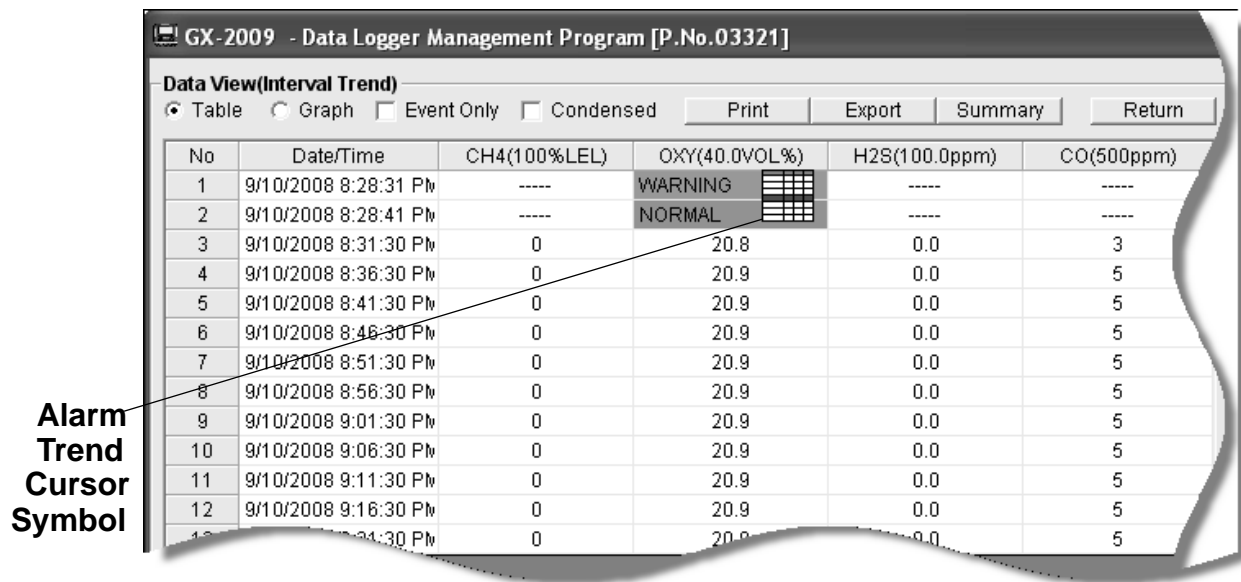 GX-2009 - Data Logger Management Program [P.No.03321]
Data View(Interval Trend)
Table Graph Event Only Condensed Print Export Summary Return
No Date/Time CH4(100%LEL) OXY(40.0VOL%) H2S(100.0ppm) CO(500ppm)
1 9/10/2008 8:28:31 PM ----- WARNING ----- -----
2 9/10/2008 8:28:41 PM ----- NORMAL ----- -----
3 9/10/2008 8:31:30 PM 0 20.8 0.0 3
4 9/10/2008 8:36:30 PM 0 20.9 0.0 5
5 9/10/2008 8:41:30 PM 0 20.9 0.0 5
6 9/10/2008 8:46:30 PM 0 20.9 0.0 5
7 9/10/2008 8:51:30 PM 0 20.9 0.0 5
8 9/10/2008 8:56:30 PM 0 20.9 0.0 5
9 9/10/2008 9:01:30 PM 0 20.9 0.0 5
10 9/10/2008 9:06:30 PM 0 20.9 0.0 5
11 9/10/2008 9:11:30 PM 0 20.9 0.0 5
12 9/10/2008 9:16:30 PM 0 20.9 0.0 5
:30 PM 0 5
Alarm
Trend
Cursor
Symbol